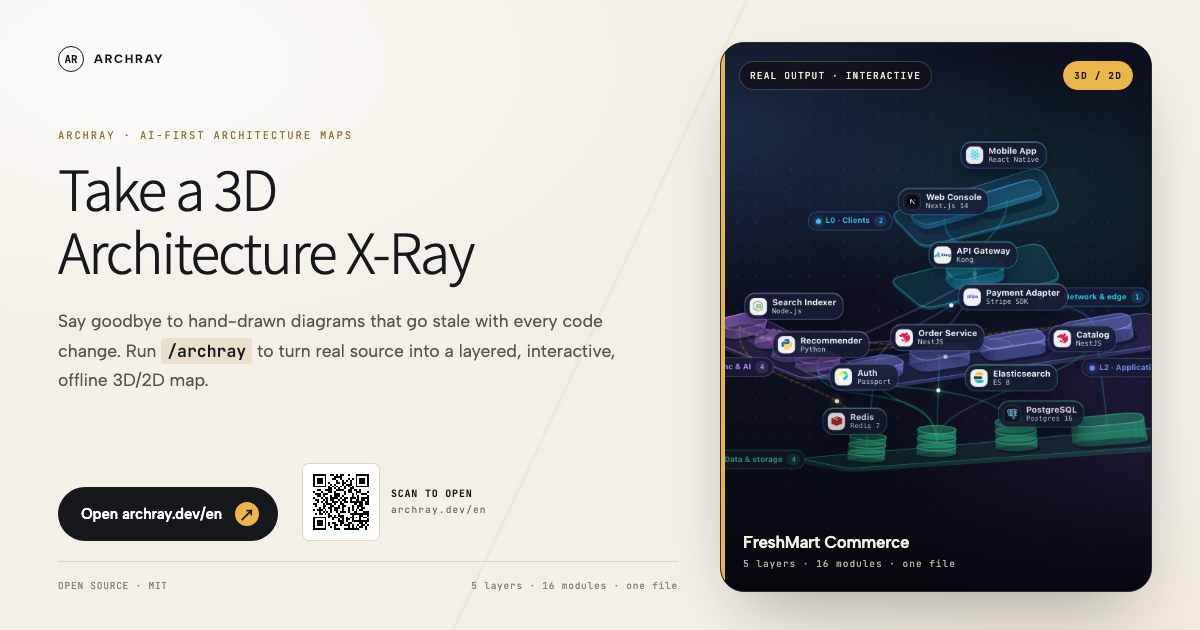 AR ARCHRAY
ARCHRAY · AI-FIRST ARCHITECTURE MAPS
Take a 3D
Architecture X-Ray
Say goodbye to hand-drawn diagrams that go stale with every code
change. Run /archray to turn real source into a layered, interactive,
offline 3D/2D map.
Open archray.dev/en
SCAN TO OPEN
archray.dev/en
OPEN SOURCE · MIT
5 layers · 16 modules · one file
REAL OUTPUT · INTERACTIVE
3D / 2D
Mobile App
React Native
Web Console
Next.js 14
L0 · Clients 2
API Gateway
Kong
Payment Adapter
Stripe SDK
etwork & edge 1
Search Indexer
Node.js
Recommender
Python
Order Service
NestJS
Catalog
NestJS
nc & AI 4
Auth
Passport
Elasticsearch
ES 8
L2 · Applicati
Redis
Redis 7
PostgreSQL
Postgres 16
Data & storage 4
FreshMart Commerce
5 layers · 16 modules · one file